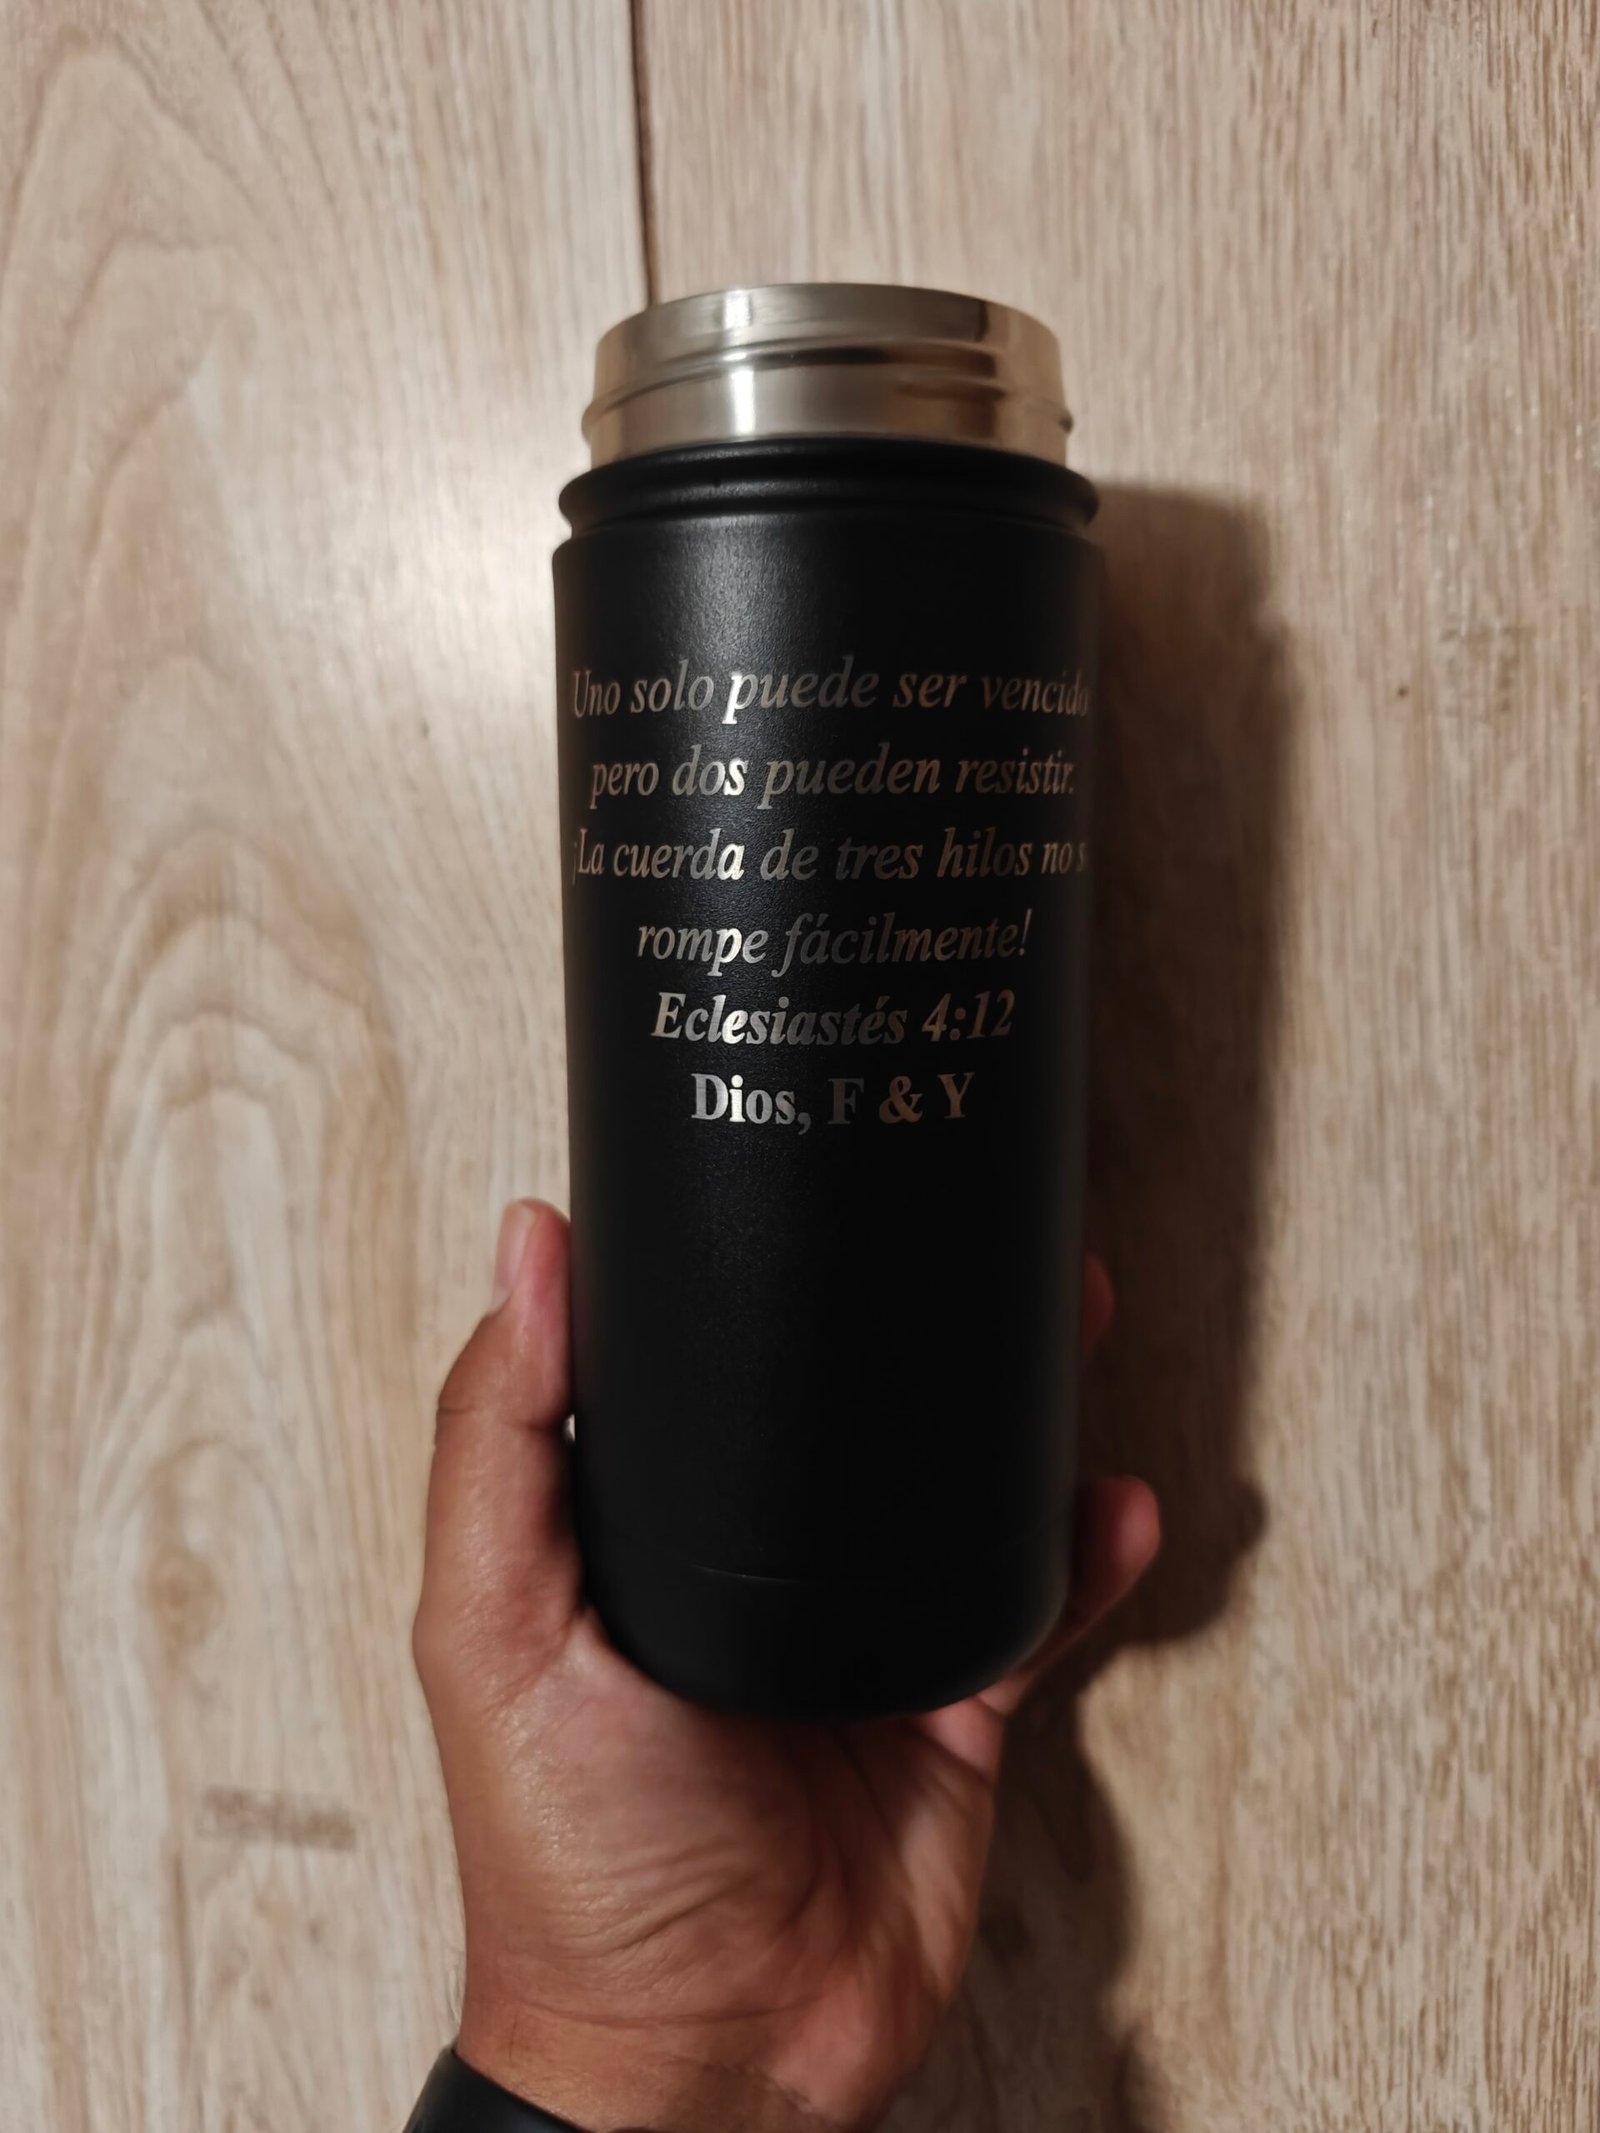 Uno solo puede ser vencido
pero dos pueden resistir.
¡La cuerda de tres hilos no
rompe fácilmente!
Eclesiastés 4:12
Dios, F & Y